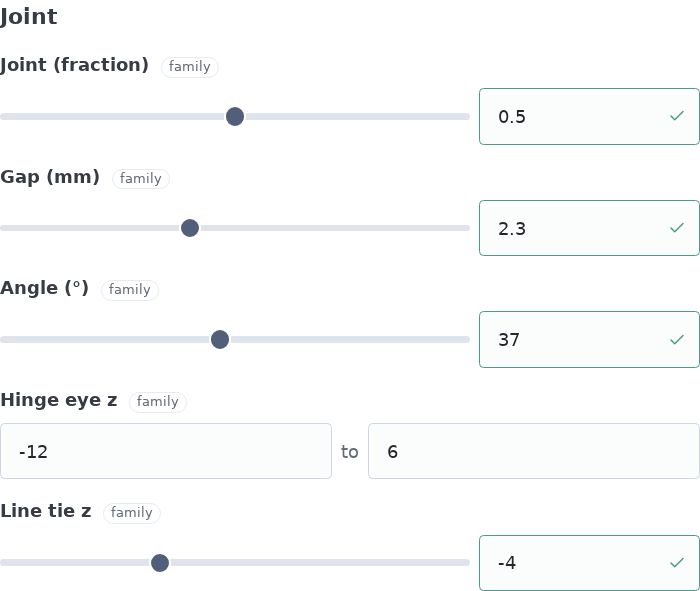 Joint
Joint (fraction) family
0.5
Gap (mm) family
2.3
Angle (°) family
37
Hinge eye z family
-12 to 6
Line tie z family
-4